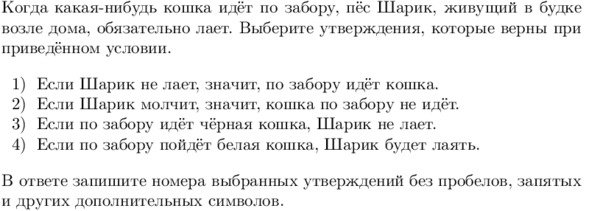 Когда какая-нибудь кошка идёт по забору, пёс Шарик, живущий в будке
возле дома, обязательно лает. Выберите утверждения, которые верны при
приведённом условии.
1) Если Шарик не лает, значит, по забору идёт кошка.
2) Если Шарик молчит, значит, кошка по забору не идёт.
3) Если по забору идёт чёрная кошка, Шарик не лает.
4) Если по забору пойдёт белая кошка, Шарик будет лаять.
В ответе запишите номера выбранных утверждений без пробелов, запятых
и других дополнительных символов.